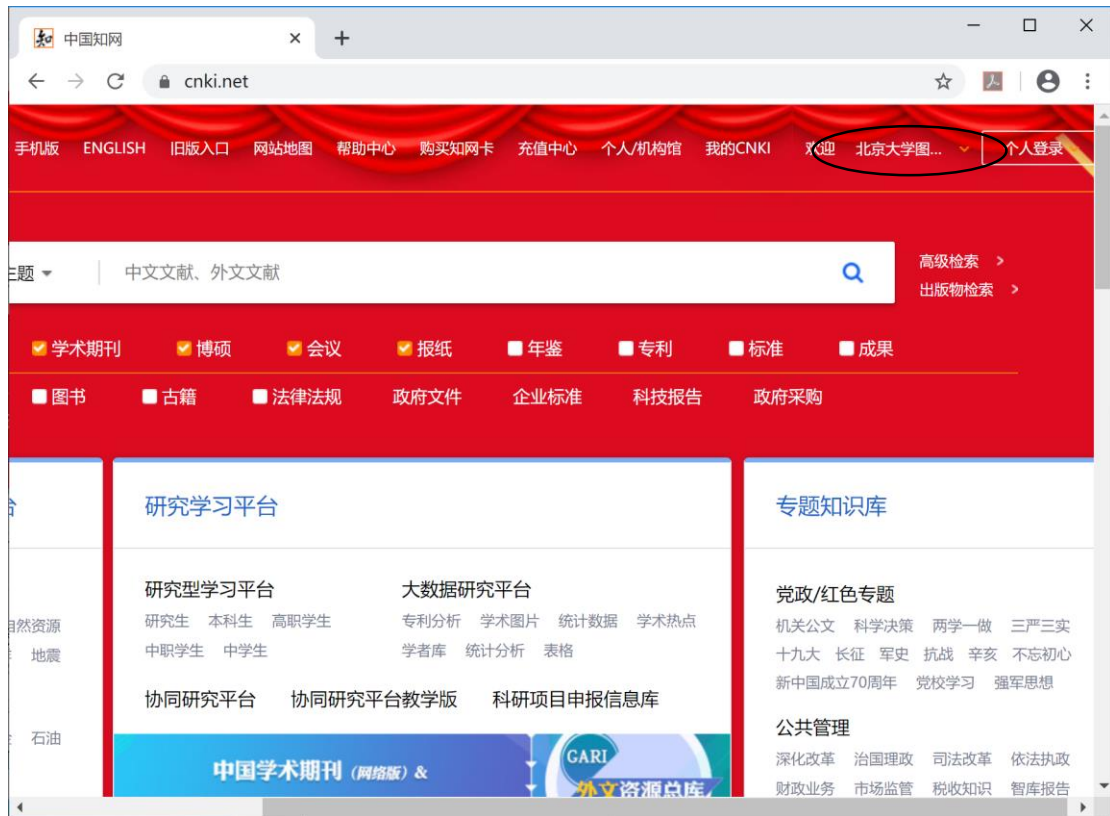 中国知网
cnki.net
手机版 ENGLISH 旧版入口 网站地图 帮助中心 购买知网卡 充值中心 个人/机构馆 我的CNKI 欢迎 北京大学图... 个人登录
主题 中文文献、外文文献
高级检索 >
出版物检索 >
学术期刊 博硕 会议 报纸 年鉴 专利 标准 成果
图书 古籍 法律法规 政府文件 企业标准 科技报告 政府采购
研究学习平台
专题知识库
研究型学习平台
研究生 本科生 高职学生
中职学生 中学生
大数据研究平台
专利分析 学术图片 统计数据 学术热点
学者库 统计分析 表格
协同研究平台 协同研究平台教学版 科研项目申报信息库
党政/红色专题
机关公文 科学决策 两学一做 三严三实
十九大 长征 军史 抗战 辛亥 不忘初心
新中国成立70周年 党校学习 强军思想
公共管理
深化改革 治国理政 司法改革 依法执政
财政业务 市场监管 税收知识 智库报告
自然资源
地震
石油
中国学术期刊(网络版)&
GARI
外文资源总库